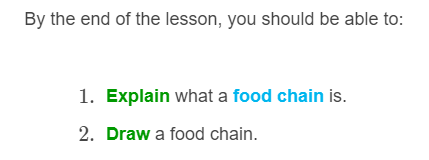 By the end of the lesson, you should be able to:
1. Explain what a food chain is.
2. Draw a food chain.